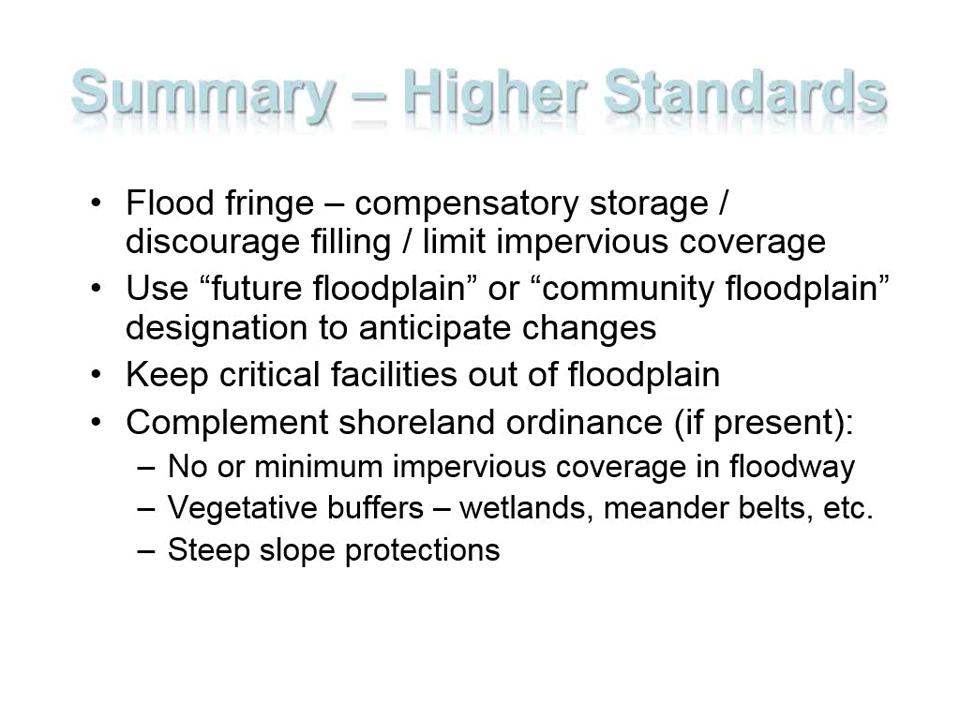 Summary – Higher Standards
• Flood fringe – compensatory storage /
discourage filling / limit impervious coverage
• Use “future floodplain” or “community floodplain”
designation to anticipate changes
• Keep critical facilities out of floodplain
• Complement shoreland ordinance (if present):
– No or minimum impervious coverage in floodway
– Vegetative buffers – wetlands, meander belts, etc.
– Steep slope protections